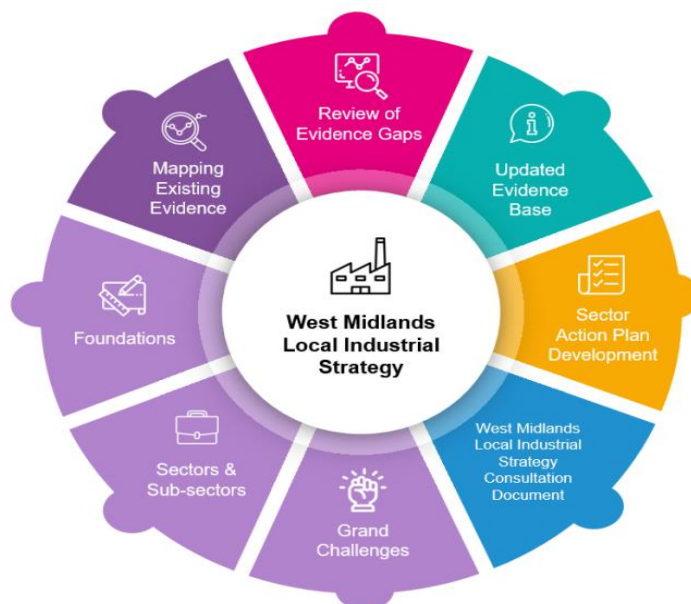 Review of
Evidence Gaps
Updated
Evidence
Base
Sector
Action Plan
Development
West Midlands
Local Industrial
Strategy
Consultation
Document
Grand
Challenges
Sectors &
Sub-sectors
Foundations
Mapping
Existing
Evidence
West Midlands
Local Industrial
Strategy